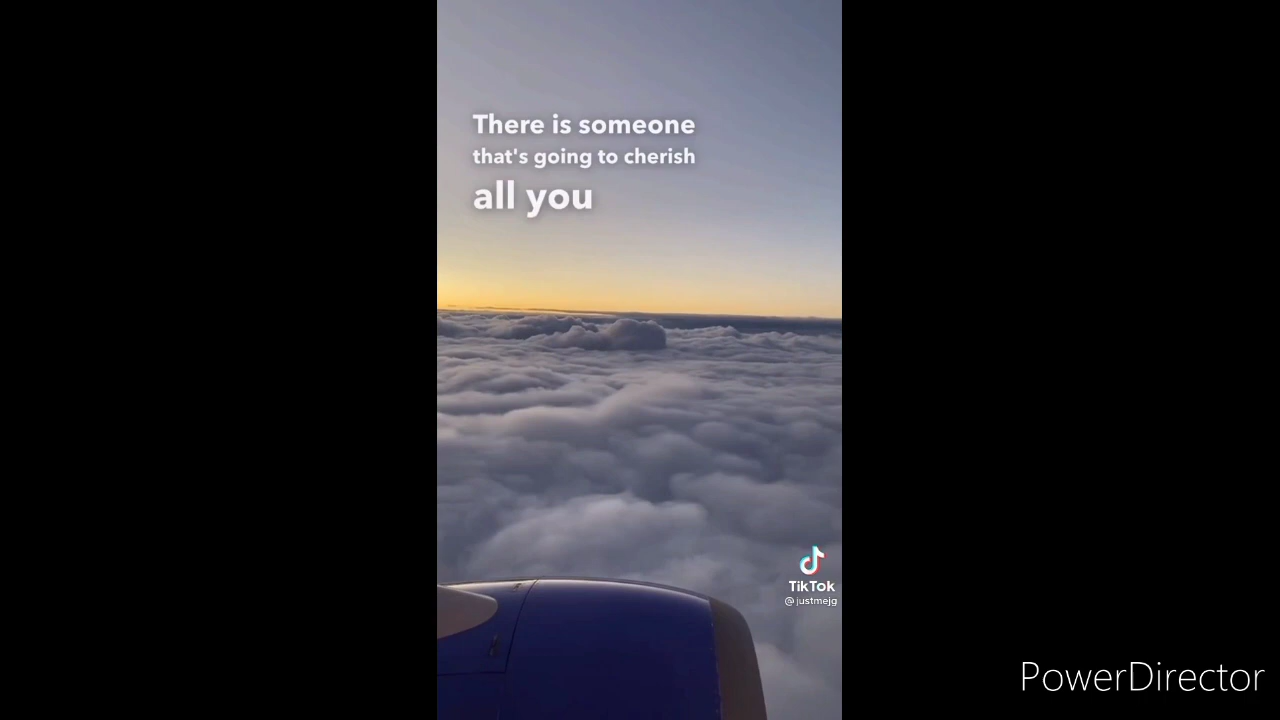 There is someone
that's going to cherish
all you
TikTok
@justmejg
PowerDirector